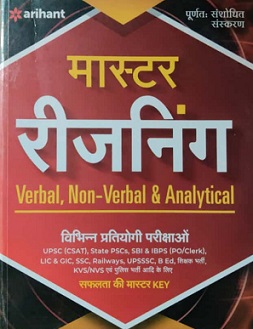 arihant
पूर्णत: संशोधित
संस्करण
मास्टर
रीजनिंग
Verbal, Non-Verbal & Analytical
विभिन्न प्रतियोगी परीक्षाओं
UPSC (CSAT), State PSCs, SBI & IBPS (PO/Clerk),
LIC & GIC, SSC, Railways, UPSSSC, B Ed, शिक्षक भर्ती,
KVS/NVS एवं पुलिस भर्ती आदि के लिए
सफलता की मास्टर KEY